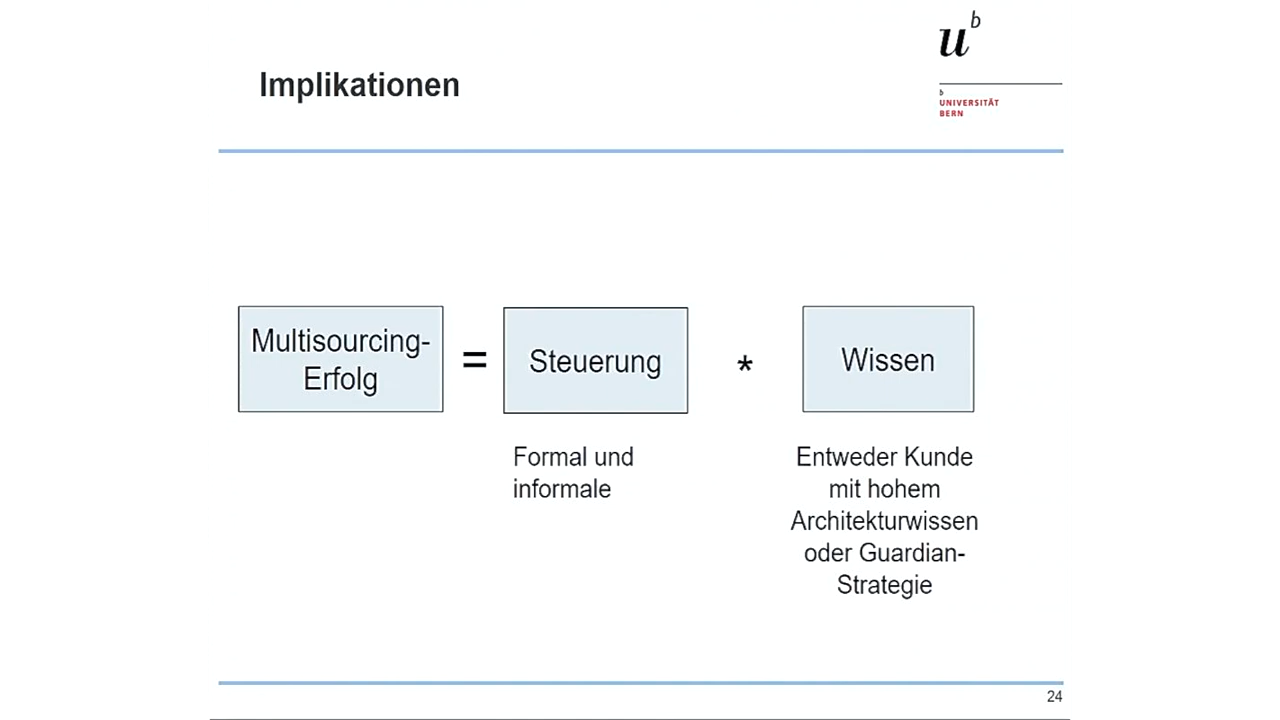 u^b
Implikationen
b
UNIVERSITÄT
BERN
Multisourcing-
Erfolg
=
Steuerung
*
Wissen
Formal und
informale
Entweder Kunde
mit hohem
Architekturwissen
oder Guardian-
Strategie
24